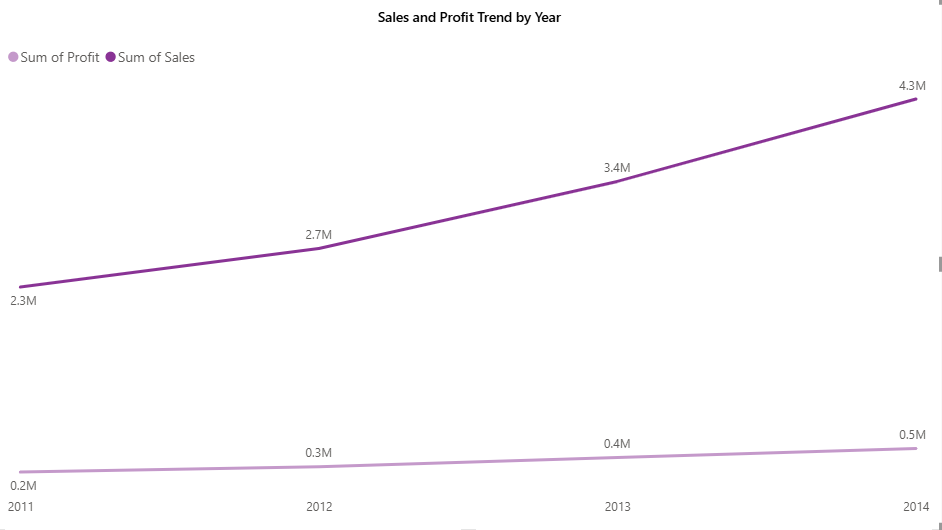 Sales and Profit Trend by Year
Sum of Profit Sum of Sales
4.3M
3.4M
2.7M
2.3M
0.5M
0.4M
0.3M
0.2M
2011 2012 2013 2014